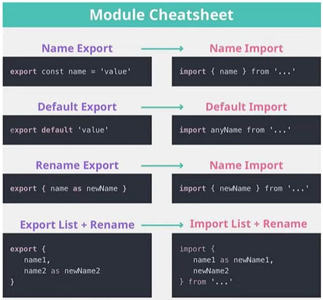 Module Cheatsheet
Name Export → Name Import
export const name = 'value'
import { name } from '...'
Default Export → Default Import
export default 'value'
import anyName from '...'
Rename Export → Name Import
export { name as newName }
import { newName } from '...'
Export List + Rename → Import List + Rename
export {
name1,
name2 as newName2
}
import {
name1 as newName1,
newName2
} from '...'